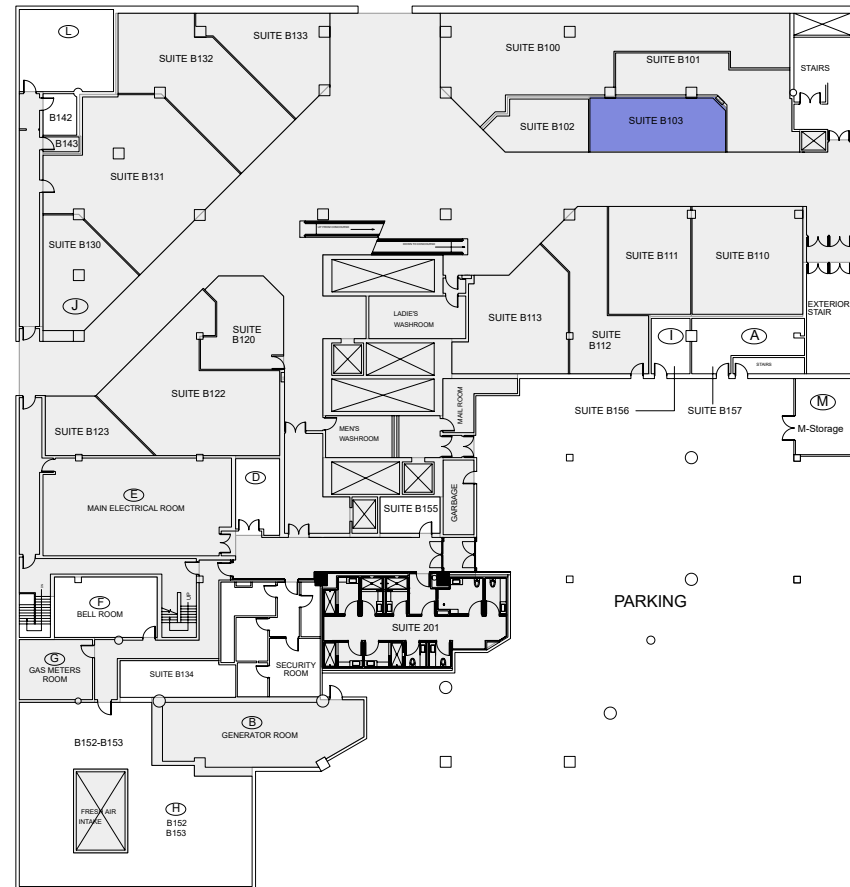 L
SUITE B133
SUITE B132
SUITE B100
SUITE B101
STAIRS
B142
B143
SUITE B102
SUITE B103
SUITE B131
SUITE B130
J
SUITE B111
SUITE B110
EXTERIOR
STAIR
LADIE'S
WASHROOM
SUITE B113
SUITE
B112
I
A
STAIRS
SUITE
B120
SUITE B122
SUITE B123
MEN'S
WASHROOM
MAIL ROOM
SUITE B156
SUITE B157
M
M-Storage
E
MAIN ELECTRICAL ROOM
D
SUITE B155
GARBAGE
F
BELL ROOM
UP
SUITE 201
PARKING
G
GAS METERS
ROOM
SUITE B134
SECURITY
ROOM
B
GENERATOR ROOM
B152-B153
FRESH AIR
INTAKE
H
B152
B153